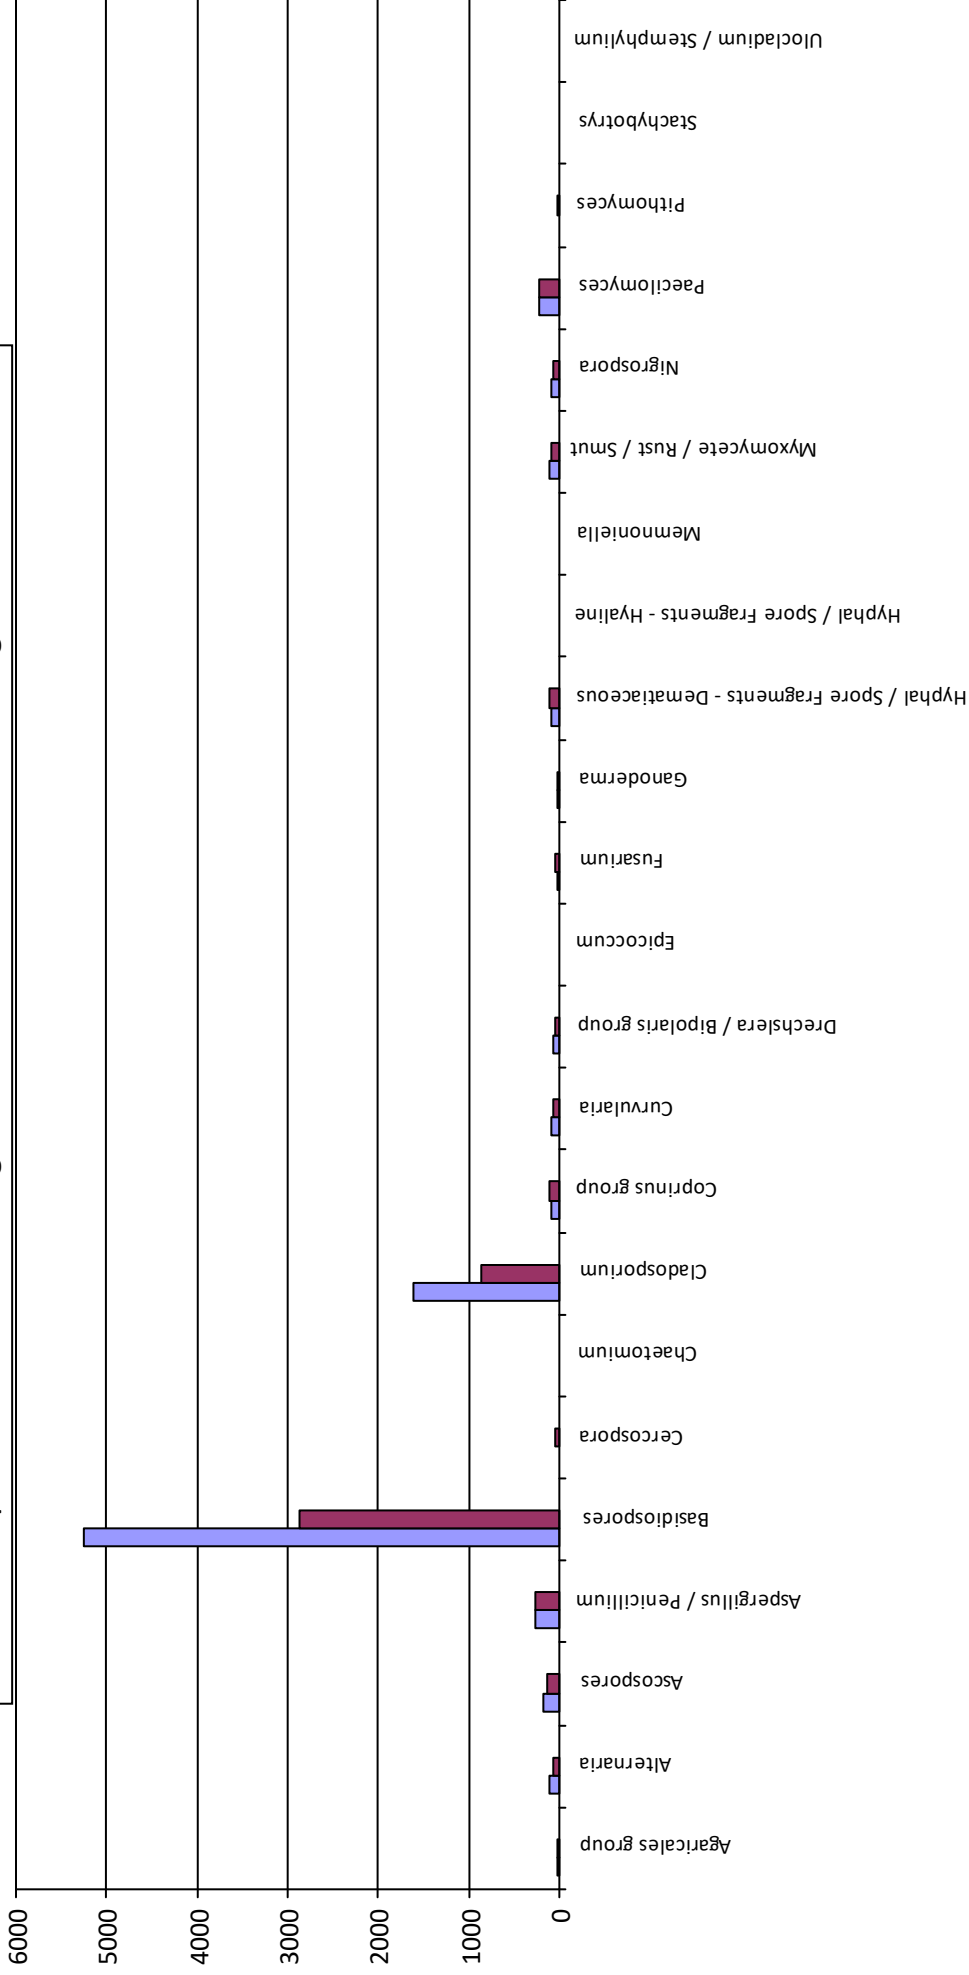 6000
5000
4000
3000
2000
1000
0
Agaricales group
Alternaria
Ascospores
Aspergillus / Penicillium
Basidiospores
Cercospora
Chaetomium
Cladosporium
Coprinus group
Curvularia
Drechslera / Bipolaris group
Epicoccum
Fusarium
Ganoderma
Hyphal / Spore Fragments - Dematiaceous
Hyphal / Spore Fragments - Hyaline
Memnoniella
Myxomycete / Rust / Smut
Nigrospora
Paecilomyces
Pithomyces
Stachybotrys
Ulocladium / Stemphylium